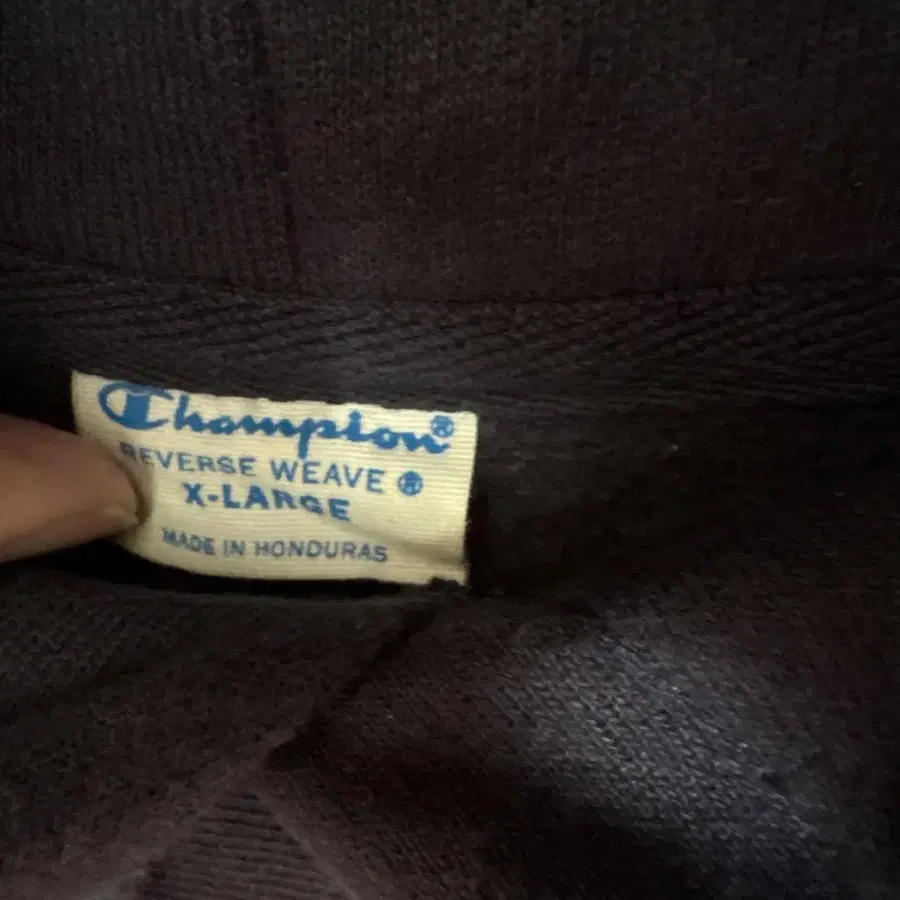 Champion®
REVERSE WEAVE ®
X-LARGE
MADE IN HONDURAS